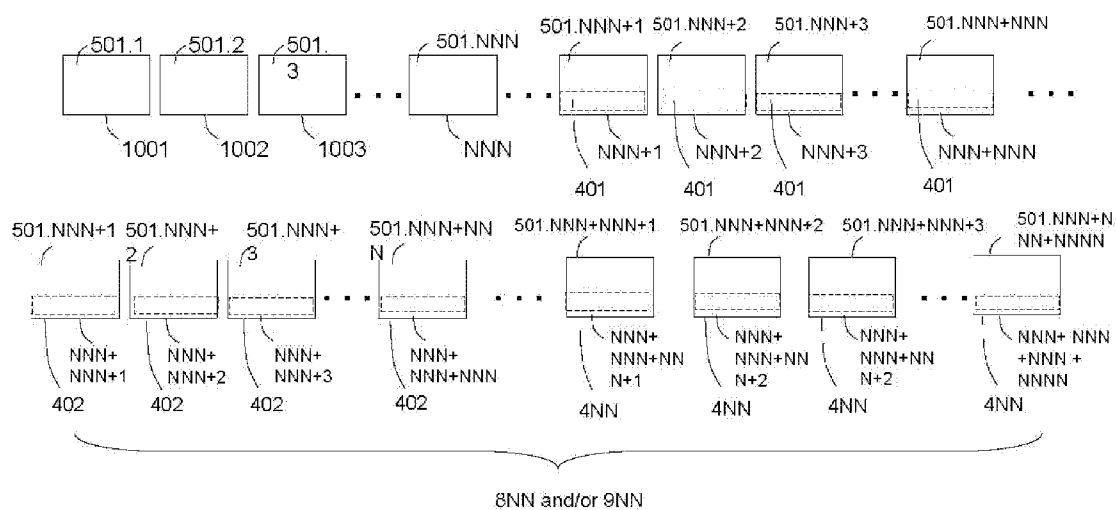 501.1 501.2 501.3 501.NNN 501.NNN+1 501.NNN+2 501.NNN+3 501.NNN+NNN
1001 1002 1003 NNN NNN+1 NNN+2 NNN+3 NNN+NNN
401 401 401 401
501.NNN+1 501.NNN+2 501.NNN+3 501.NNN+NNN 501.NNN+NNN+1 501.NNN+NNN+2 501.NNN+NNN+3 501.NNN+NNN+NNNN
NNN+NNN+1 NNN+NNN+2 NNN+NNN+3 NNN+NNN+NNN NNN+NNN+NNN+1 NNN+NNN+NNN+2 NNN+NNN+NNN+2 NNN+ NNN+NNN + NNNN
402 402 402 402 4NN 4NN 4NN 4NN
8NN and/or 9NN